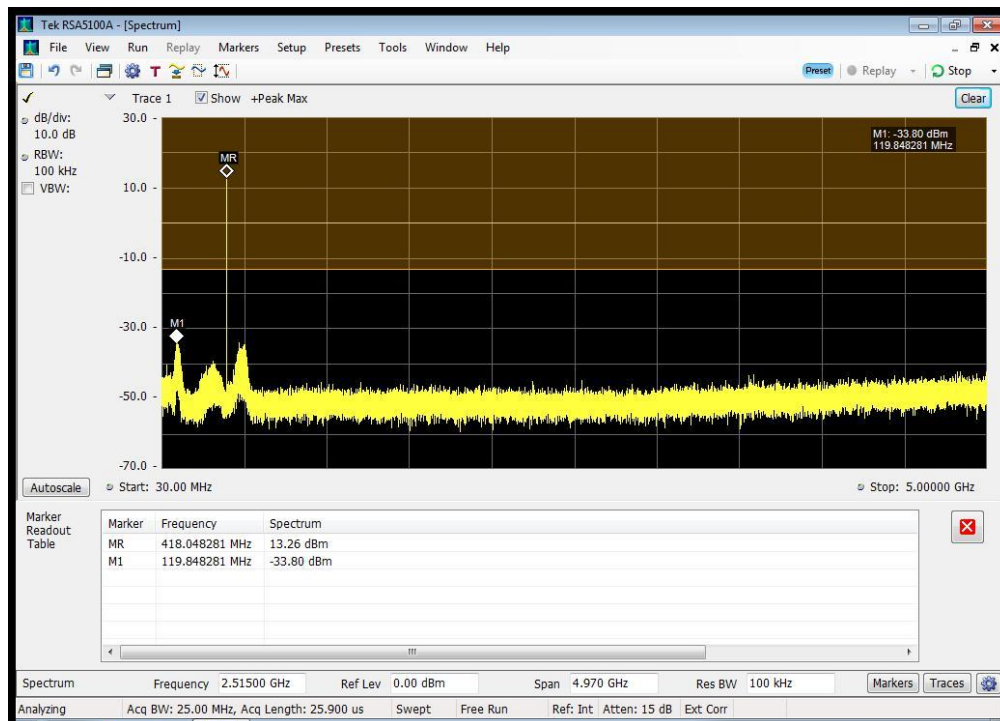 Tek RSA5100A - [Spectrum]
File View Run Replay Markers Setup Presets Tools Window Help
T
Preset Replay Stop
Trace 1 Show +Peak Max Clear
dB/div:
10.0 dB
RBW:
100 kHz
VBW:
30.0
10.0
-10.0
-30.0
-50.0
-70.0
M1: -33.80 dBm
119.848281 MHz
MR
M1
Autoscale Start: 30.00 MHz Stop: 5.00000 GHz
Marker
Readout
Table
Marker Frequency Spectrum
MR 418.048281 MHz 13.26 dBm
M1 119.848281 MHz -33.80 dBm
Spectrum Frequency 2.51500 GHz Ref Lev 0.00 dBm Span 4.970 GHz Res BW 100 kHz Markers Traces
Analyzing Acq BW: 25.00 MHz, Acq Length: 25.900 us Swept Free Run Ref: Int Atten: 15 dB Ext Corr